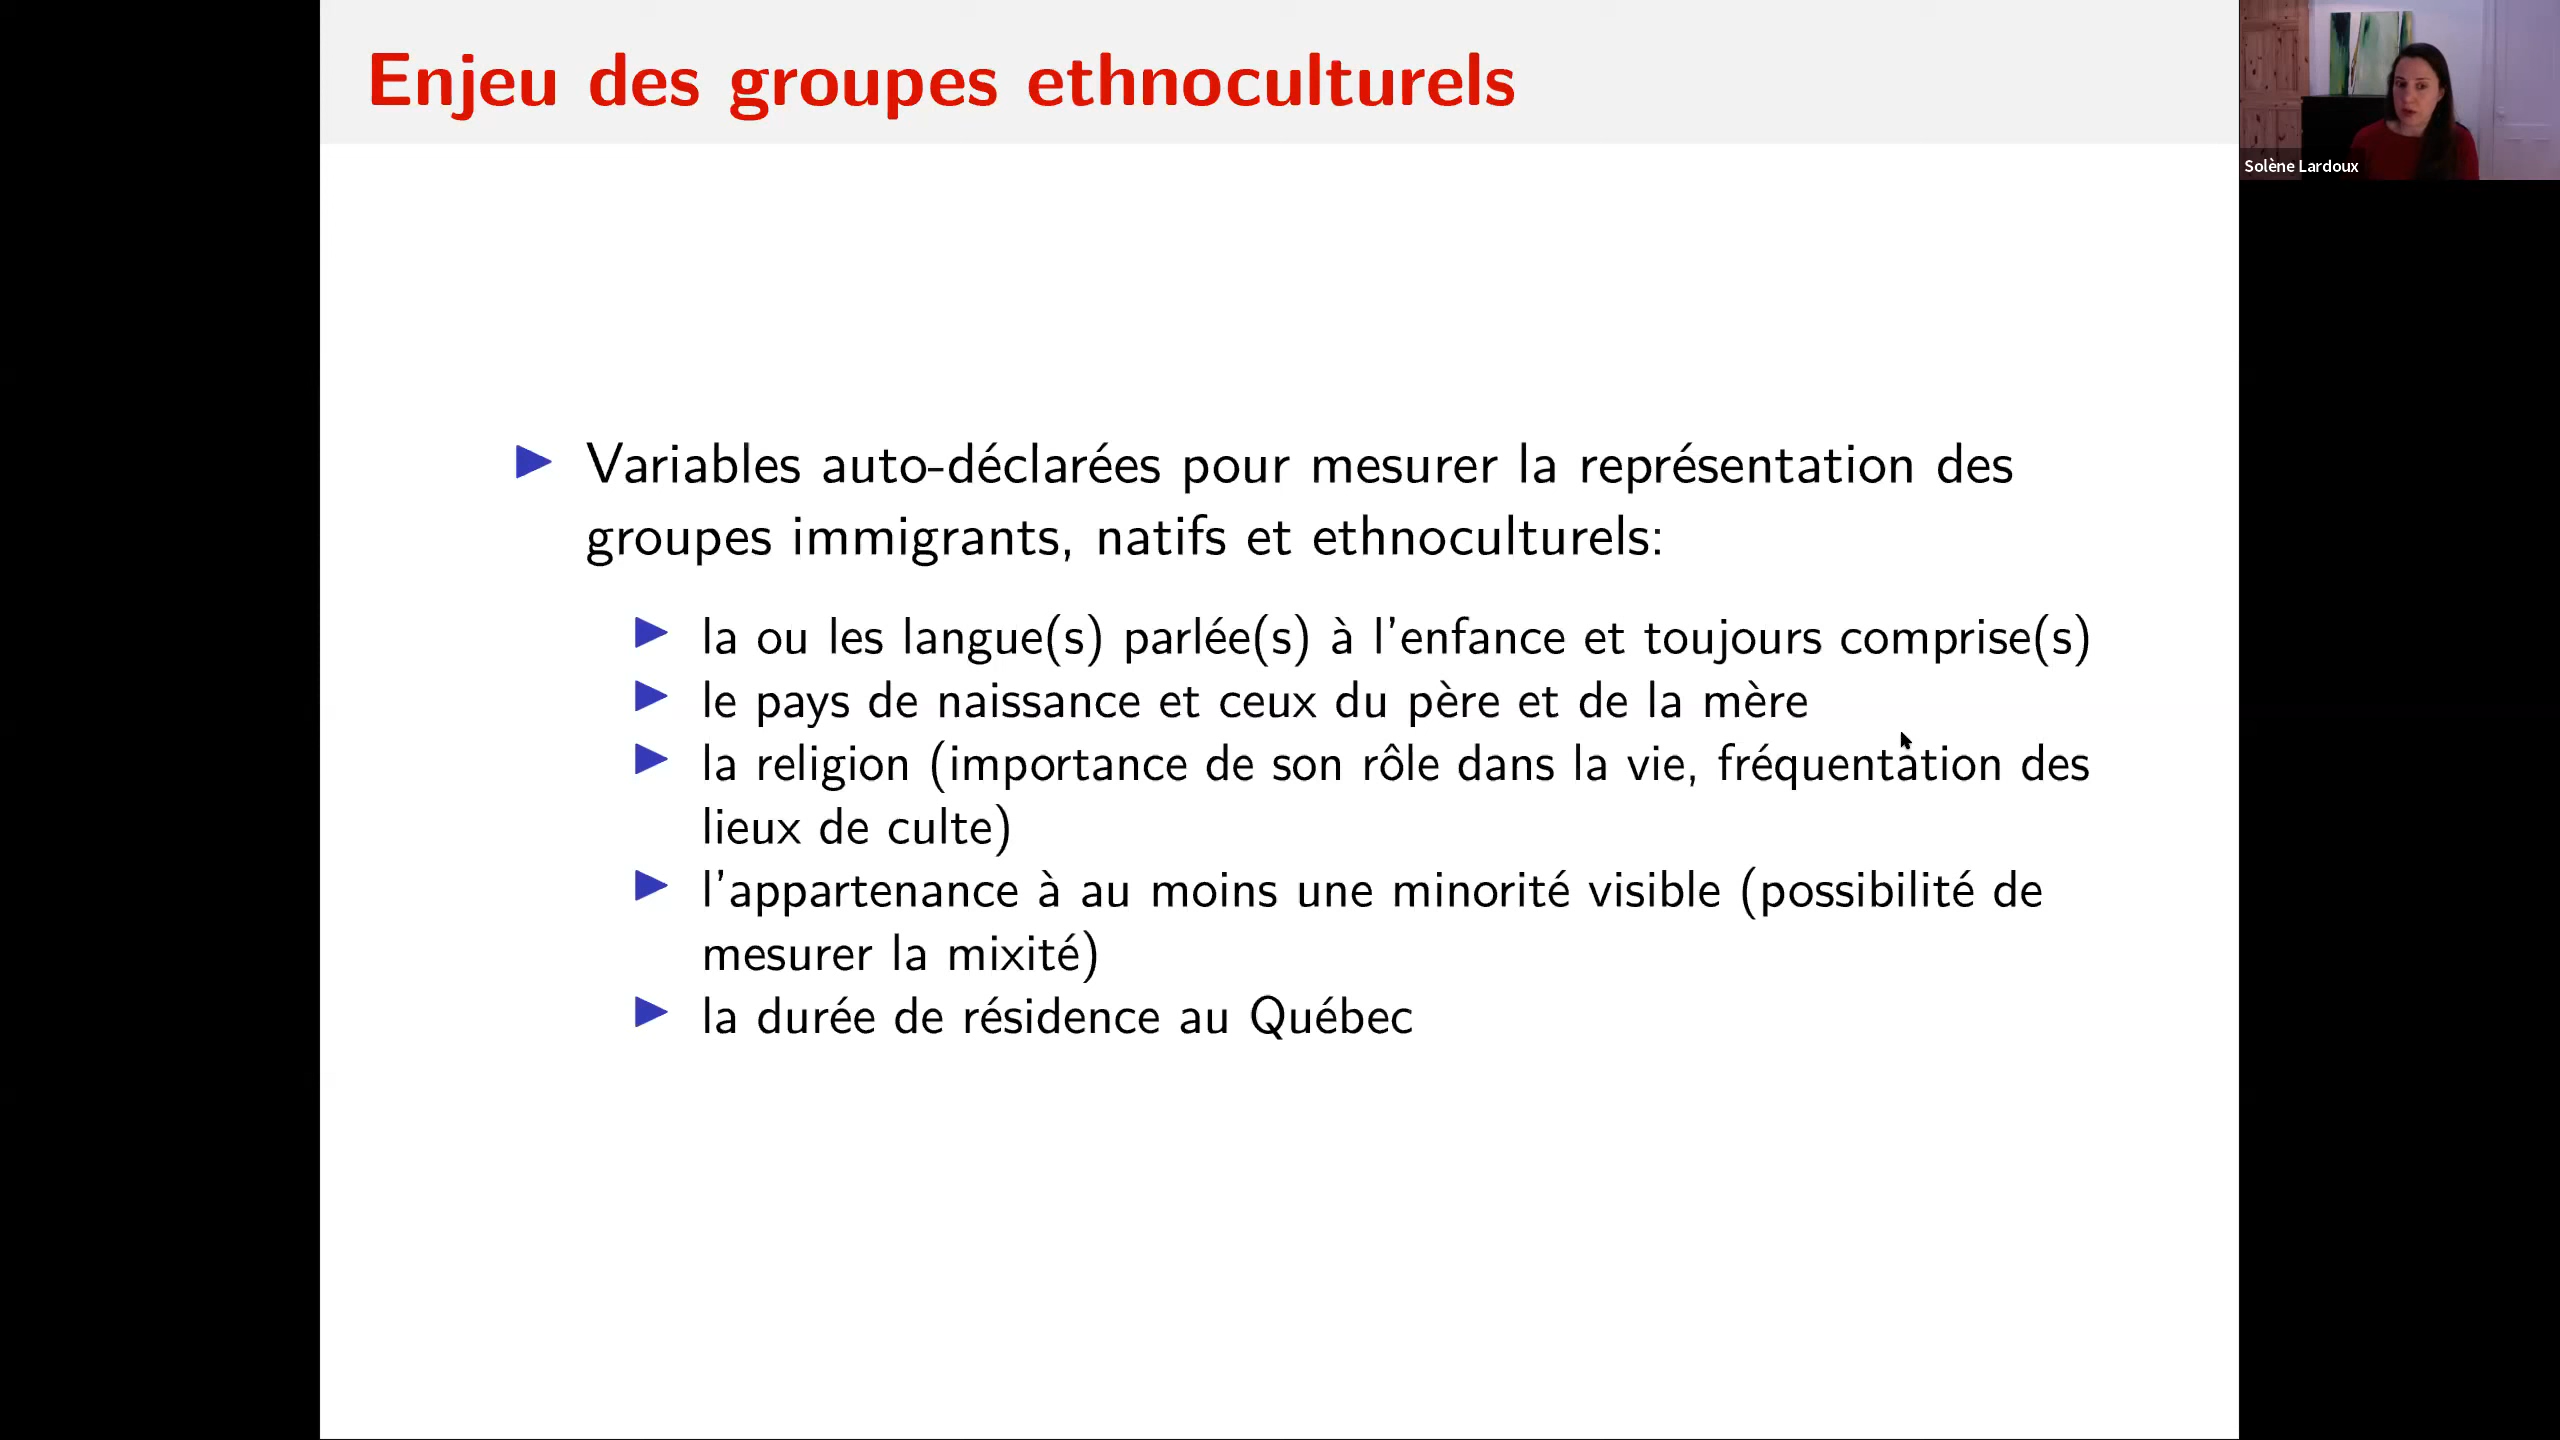 Enjeu des groupes ethnoculturels
Solène Lardoux
Variables auto-déclarées pour mesurer la représentation des
groupes immigrants, natifs et ethnoculturels:
la ou les langue(s) parlée(s) à l'enfance et toujours comprise(s)
le pays de naissance et ceux du père et de la mère
la religion (importance de son rôle dans la vie, fréquentation des
lieux de culte)
l'appartenance à au moins une minorité visible (possibilité de
mesurer la mixité)
la durée de résidence au Québec